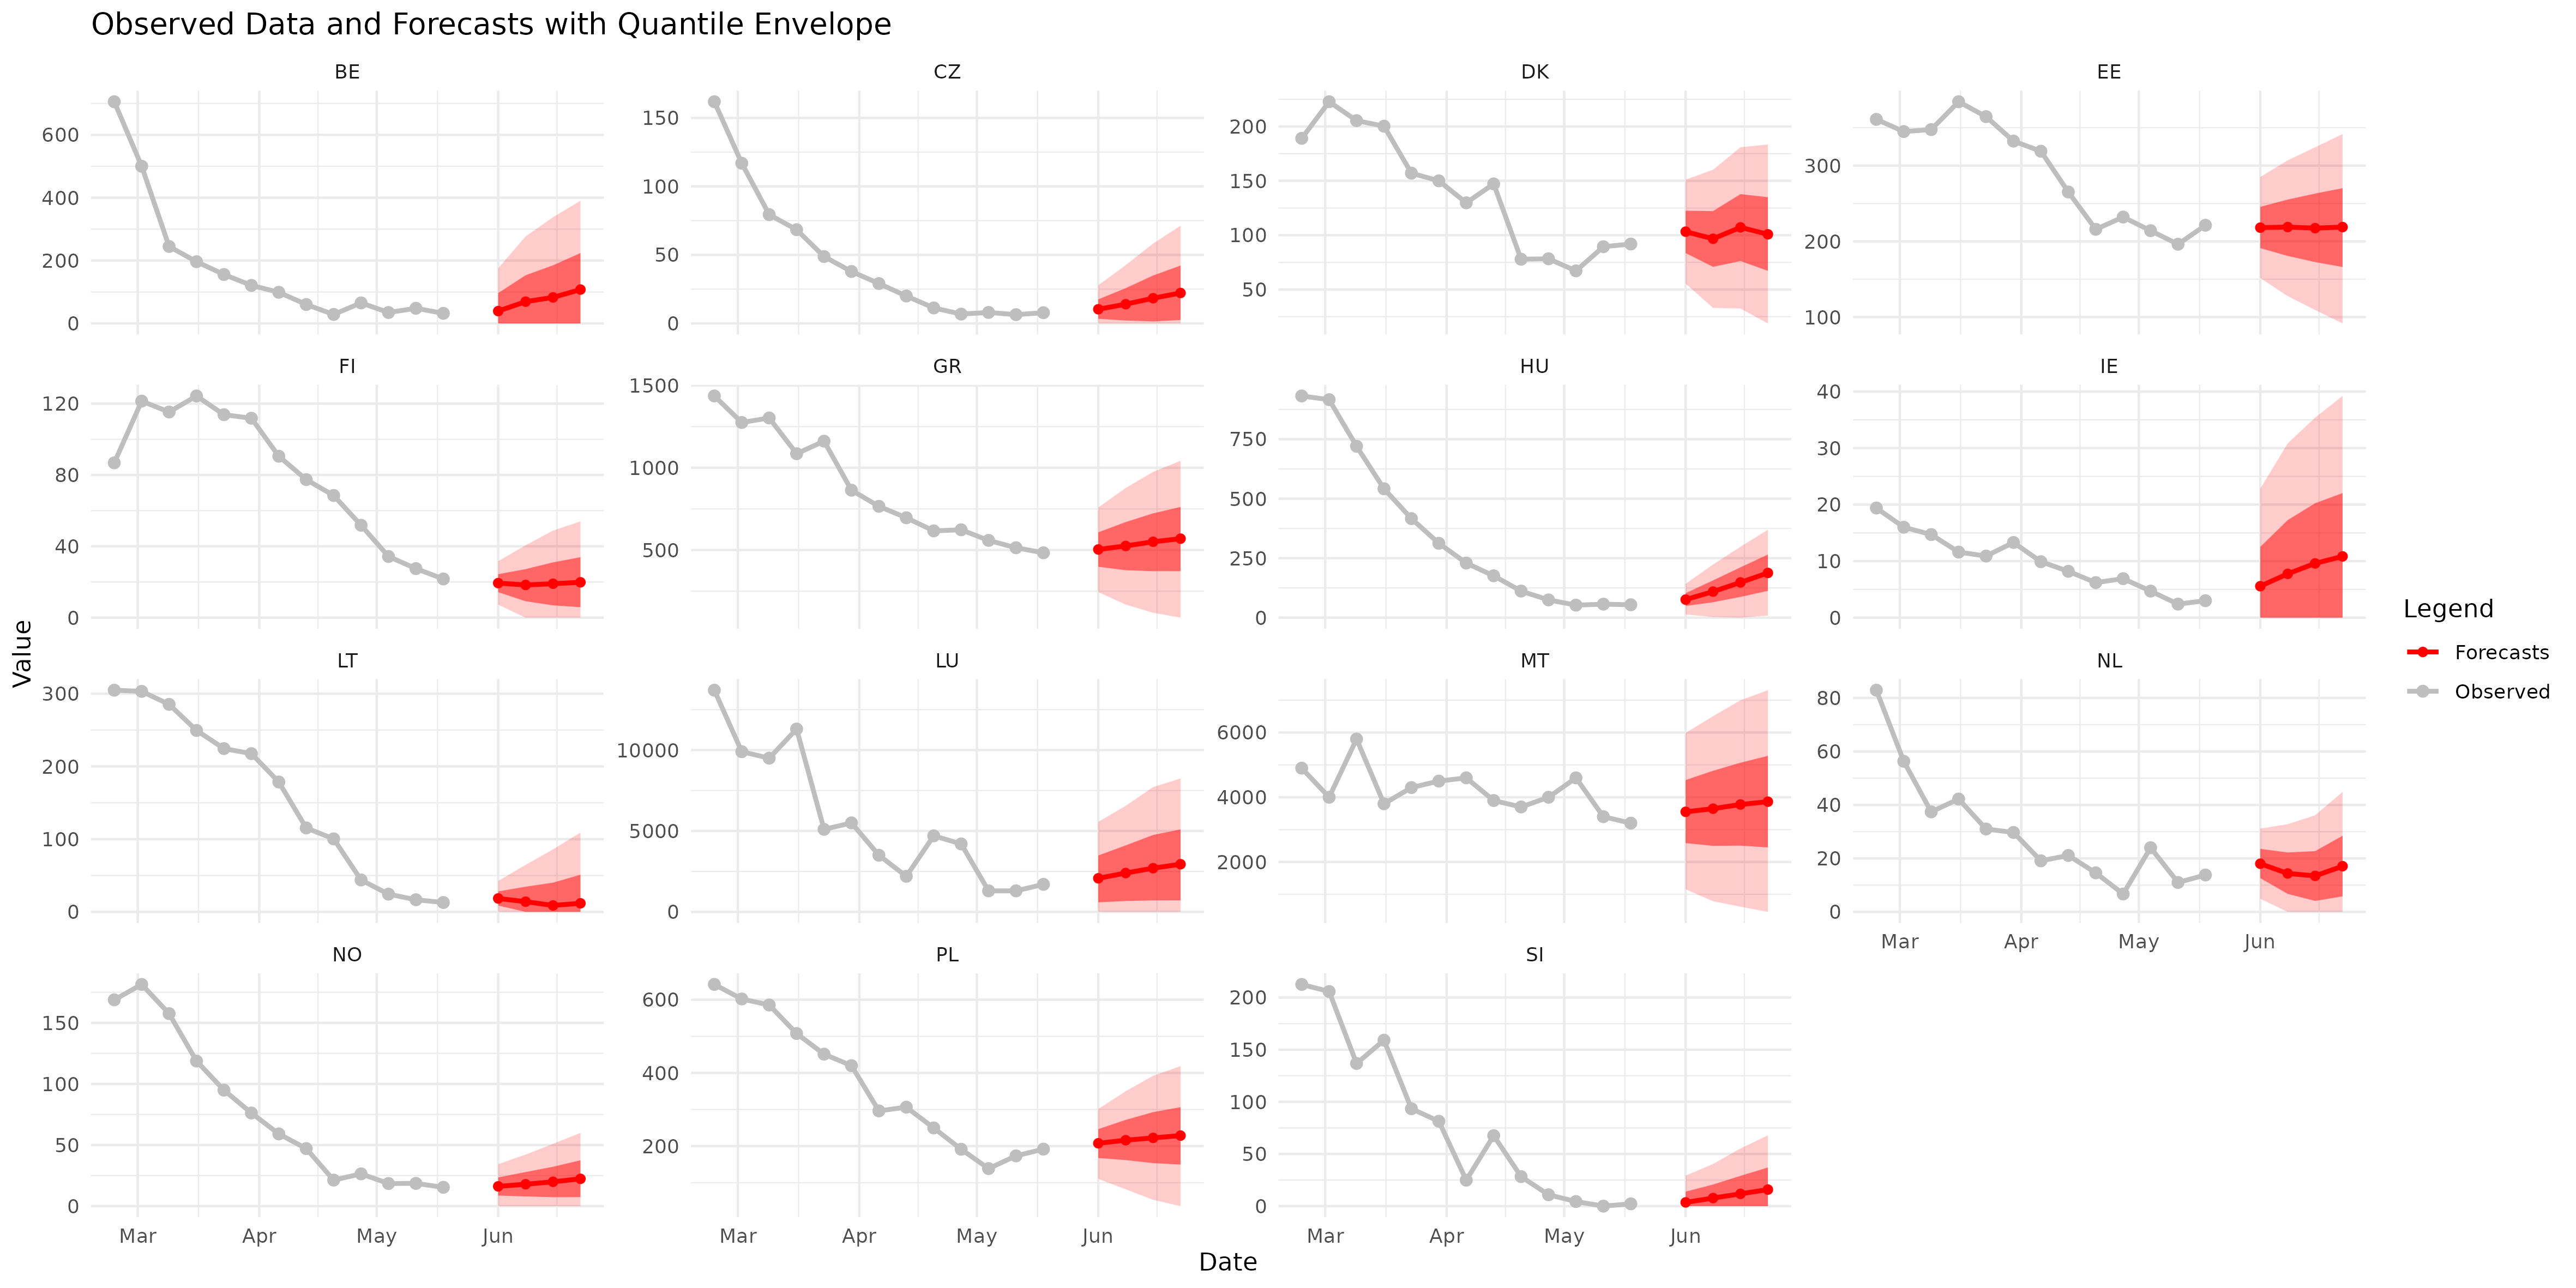 Observed Data and Forecasts with Quantile Envelope
BE
CZ
DK
EE
600
400
200
0
150
100
50
0
200
150
100
50
300
200
100
FI
GR
HU
IE
120
80
40
0
1500
1000
500
750
500
250
0
40
30
20
10
0
LT
LU
MT
NL
300
200
100
0
10000
5000
0
6000
4000
2000
80
60
40
20
0
Mar Apr May Jun
NO
PL
SI
150
100
50
0
600
400
200
200
150
100
50
0
Mar Apr May Jun
Mar Apr May Jun
Mar Apr May Jun
Value
Date
Legend
Forecasts
Observed